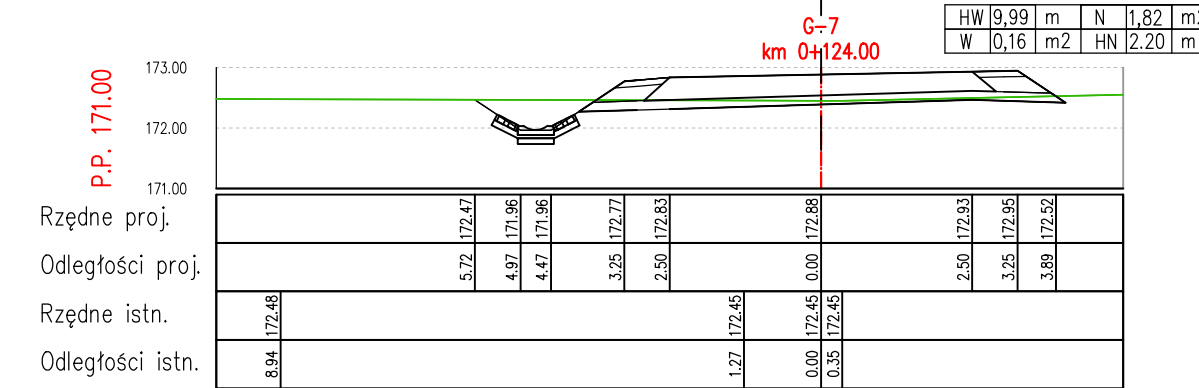 G-7
km 0+124.00
HW 9,99 m N 1,82
W 0,16 m2 HN 2.20 m
P.P. 171.00
173.00
172.00
171.00
Rzędne proj. 172.47 171.96 171.96 172.77 172.83 172.88 172.93 172.95 172.52
Odległości proj. 5.72 4.97 4.47 3.25 2.50 0.00 2.50 3.25 3.89
Rzędne istn. 172.48 172.45 172.45 172.45
Odległości istn. 8.94 1.27 0.00 0.35